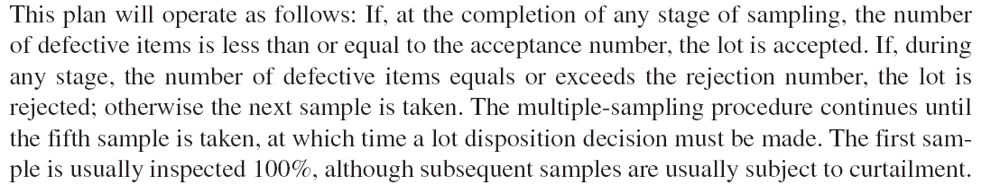 This plan will operate as follows: If, at the completion of any stage of sampling, the number
of defective items is less than or equal to the acceptance number, the lot is accepted. If, during
any stage, the number of defective items equals or exceeds the rejection number, the lot is
rejected; otherwise the next sample is taken. The multiple-sampling procedure continues until
the fifth sample is taken, at which time a lot disposition decision must be made. The first sam-
ple is usually inspected 100%, although subsequent samples are usually subject to curtailment.